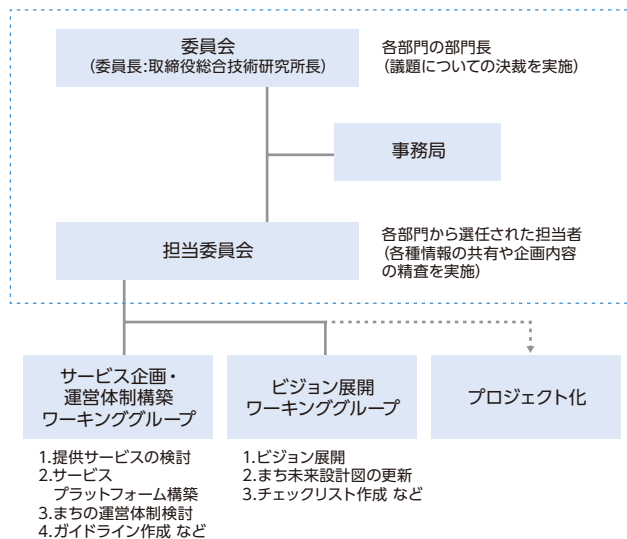 委員会
(委員長:取締役総合技術研究所長)
各部門の部門長
(議題についての決裁を実施)
事務局
担当委員会
各部門から選任された担当者
(各種情報の共有や企画内容
の精査を実施)
サービス企画・
運営体制構築
ワーキンググループ
ビジョン展開
ワーキンググループ
プロジェクト化
1.提供サービスの検討
2.サービス
プラットフォーム構築
3.まちの運営体制検討
4.ガイドライン作成 など
1.ビジョン展開
2.まち未来設計図の更新
3.チェックリスト作成 など